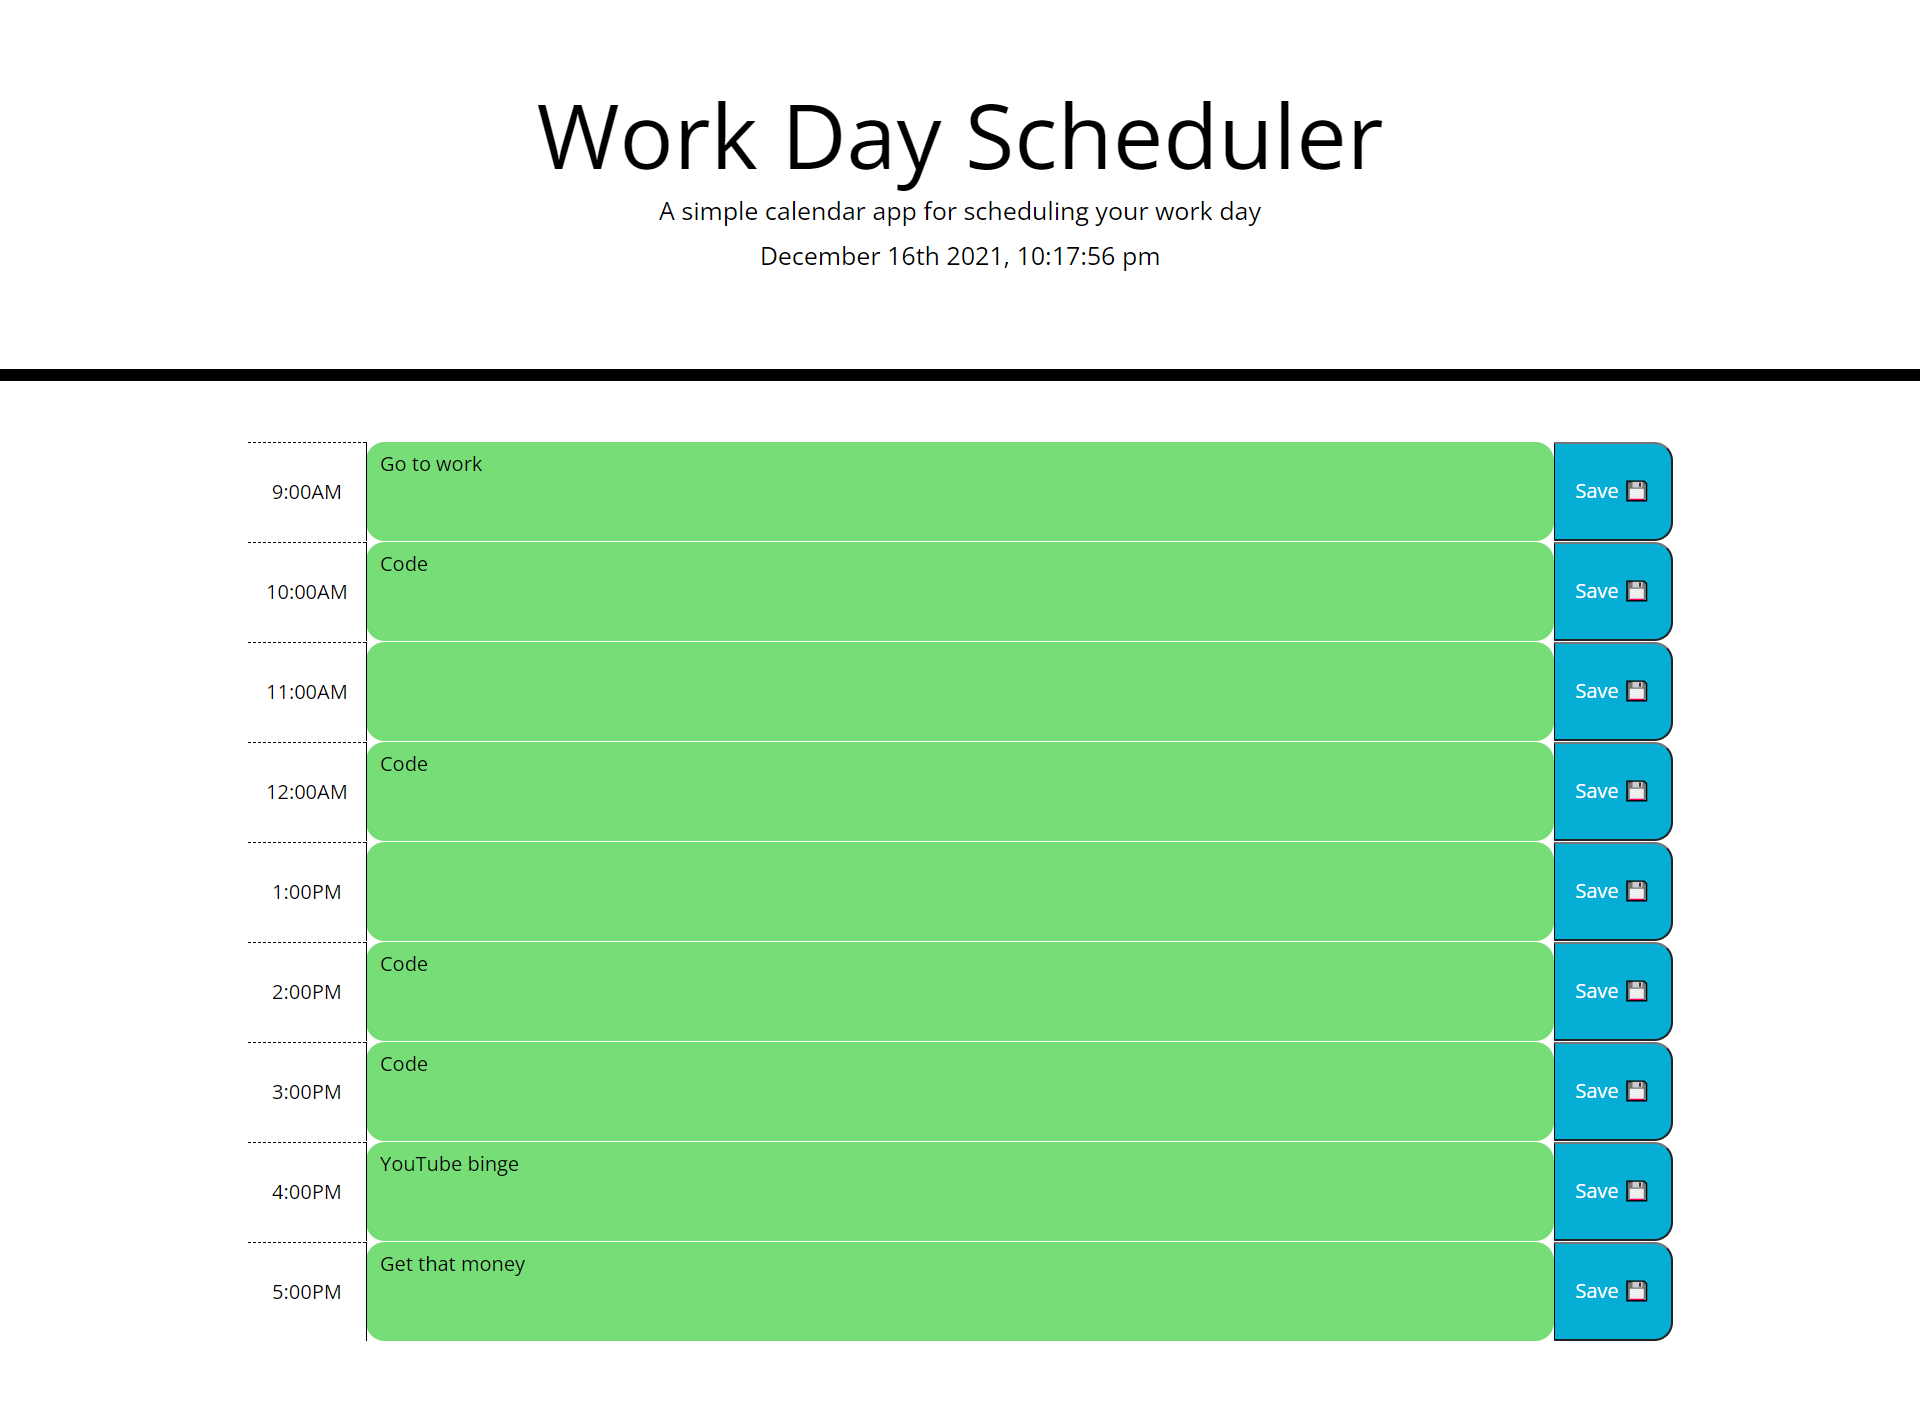 Work Day Scheduler
A simple calendar app for scheduling your work day
December 16th 2021, 10:17:56 pm
9:00AM Go to work Save 💾
10:00AM Code Save 💾
11:00AM Save 💾
12:00AM Code Save 💾
1:00PM Save 💾
2:00PM Code Save 💾
3:00PM Code Save 💾
4:00PM YouTube binge Save 💾
5:00PM Get that money Save 💾